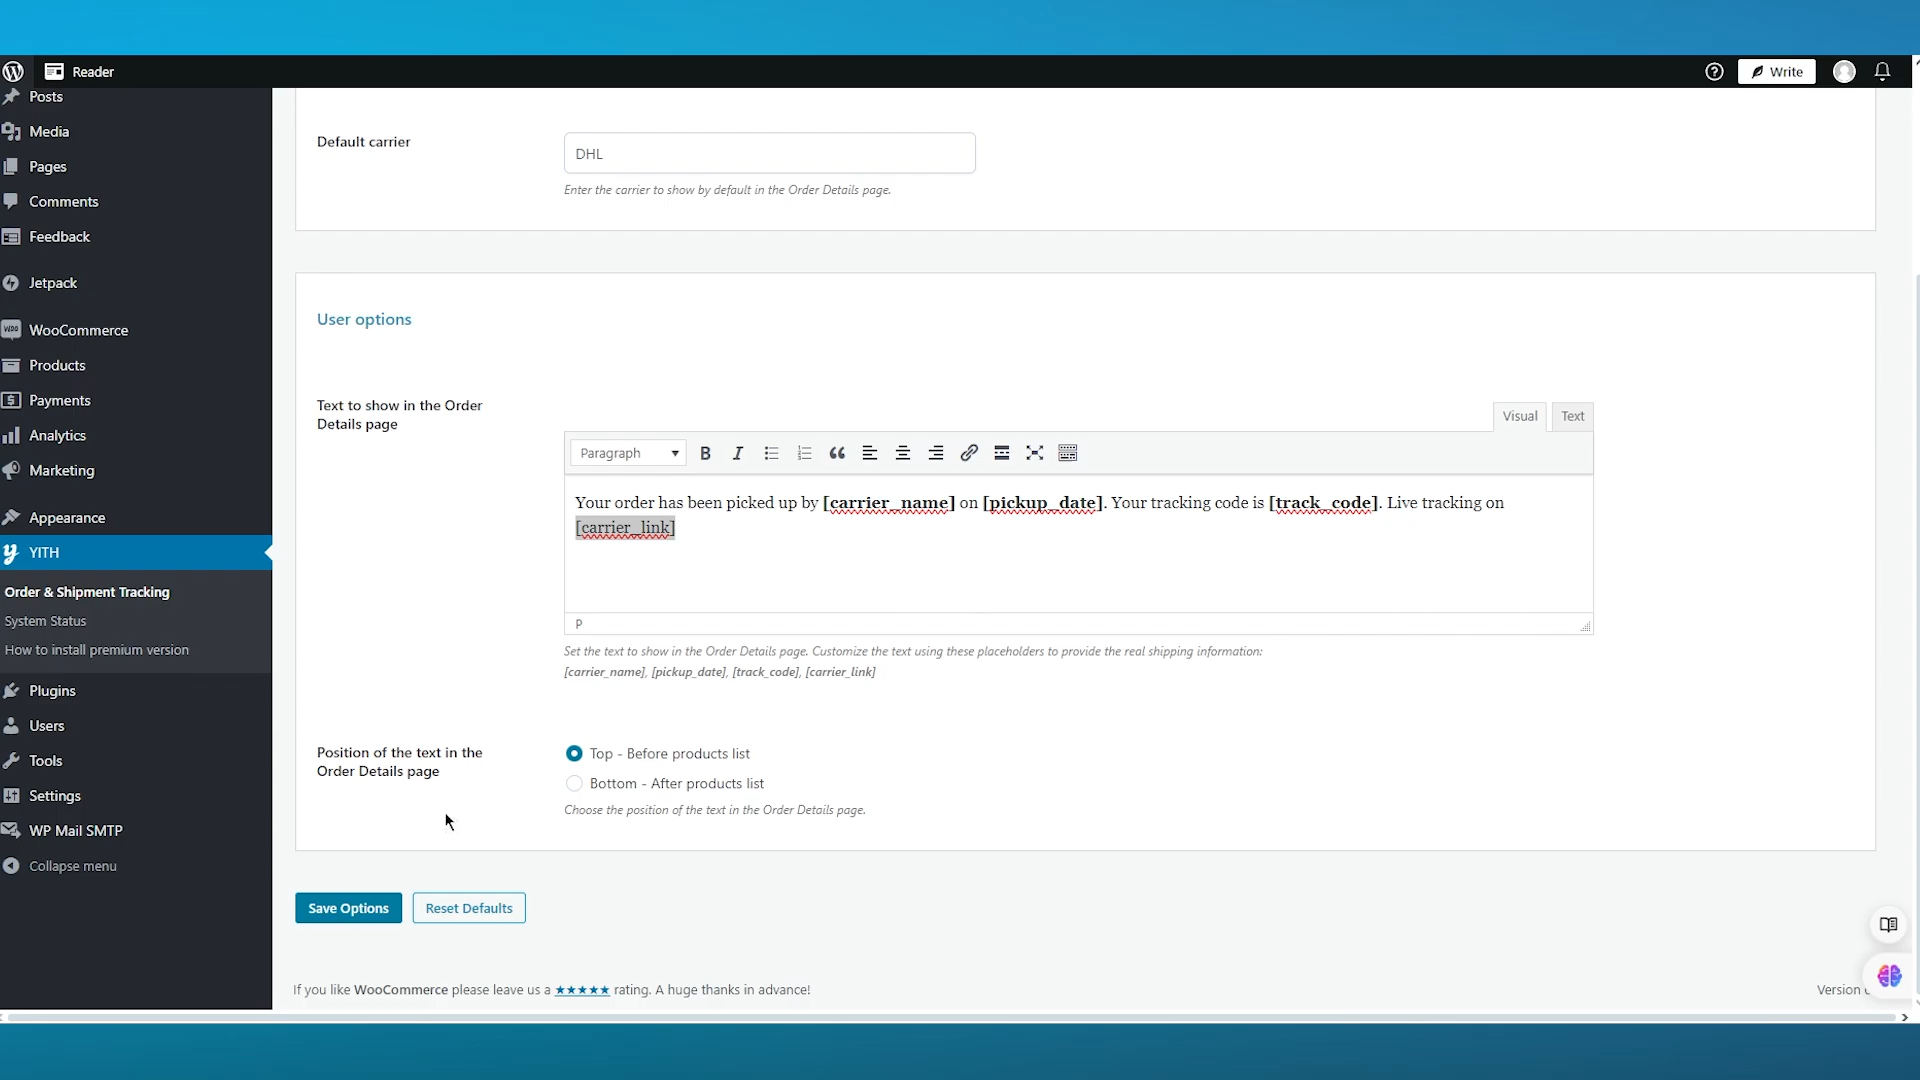 Reader
Write
Posts
Media
Pages
Comments
Feedback
Jetpack
WooCommerce
Products
Payments
Analytics
Marketing
Appearance
YITH
Order & Shipment Tracking
System Status
How to install premium version
Plugins
Users
Tools
Settings
WP Mail SMTP
Collapse menu
Default carrier
DHL
Enter the carrier to show by default in the Order Details page.
User options
Text to show in the Order
Details page
Visual
Text
Paragraph
B
I
Your order has been picked up by [carrier_name] on [pickup_date]. Your tracking code is [track_code]. Live tracking on
[carrier_link]
P
Set the text to show in the Order Details page. Customize the text using these placeholders to provide the real shipping information:
[carrier_name], [pickup_date], [track_code], [carrier_link]
Position of the text in the
Order Details page
Top - Before products list
Bottom - After products list
Choose the position of the text in the Order Details page.
Save Options
Reset Defaults
If you like WooCommerce please leave us a ★★★★★ rating. A huge thanks in advance!
Version